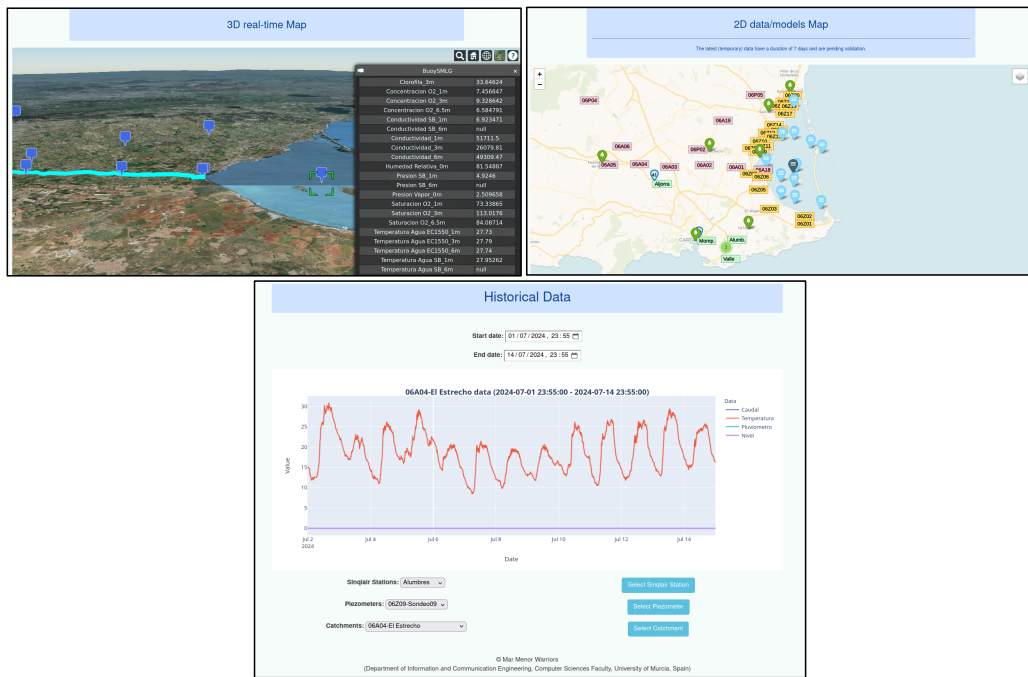 3D real-time Map
BuoySMLG ×
Clorofila_3m 33.64624
Concentracion O2_1m 7.456647
Concentracion O2_3m 9.328642
Concentracion O2_6.5m 6.584791
Conductividad SB_1m 6.923471
Conductividad SB_6m null
Conductividad_1m 51711.5
Conductividad_3m 26079.81
Conductividad_6m 49309.47
Humedad Relativa_0m 81.54887
Presion SB_1m 4.9246
Presion SB_6m null
Presion Vapor_0m 2.509658
Saturacion O2_1m 73.33865
Saturacion O2_3m 113.0176
Saturacion O2_6.5m 84.08714
Temperatura Agua EC1550_1m 27.73
Temperatura Agua EC1550_3m 27.79
Temperatura Agua EC1550_6m 27.74
Temperatura Agua SB_1m 27.95262
Temperatura Agua SB_6m null
2D data/models Map
The latest (temporary) data have a duration of 7 days and are pending validation.
+
−
06P04
06P05
06Z17
06A19
06Z14
06A06
06P02
06A05
06A04
06A03
06A02
06A01
06A18
06Z06
06Z05
41
Aljorra
06Z03
06Z02
06Z01
Momp.
Alumb.
Valle
Historical Data
Start date: 01/07/2024, 23:55
End date: 14/07/2024, 23:55
06A04-El Estrecho data (2024-07-01 23:55:00 - 2024-07-14 23:55:00)
Data
Caudal
Temperatura
Pluviometro
Nivel
Value
30
25
20
15
10
5
0
Jul 2 Jul 4 Jul 6 Jul 8 Jul 10 Jul 12 Jul 14
2024
Date
Sinqlair Stations: Alumbres Select Sinqlair Station
Piezometers: 06Z09-Sondeo09 Select Piezometer
Catchments: 06A04-El Estrecho Select Catchment
© Mar Menor Warriors
(Department of Information and Communication Engineering, Computer Sciences Faculty, University of Murcia, Spain)